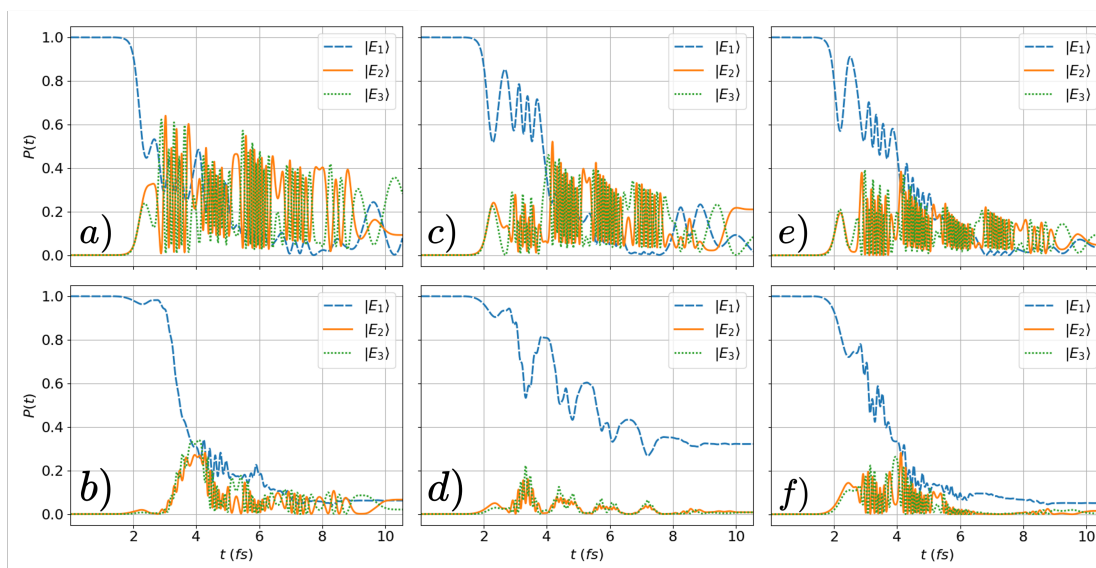 1.0
0.8
0.6
0.4
0.2
0.0
P(t)
|E₁⟩
|E₂⟩
|E₃⟩
a)
|E₁⟩
|E₂⟩
|E₃⟩
c)
|E₁⟩
|E₂⟩
|E₃⟩
e)
1.0
0.8
0.6
0.4
0.2
0.0
P(t)
|E₁⟩
|E₂⟩
|E₃⟩
b)
2 4 6 8 10
t (fs)
|E₁⟩
|E₂⟩
|E₃⟩
d)
2 4 6 8 10
t (fs)
|E₁⟩
|E₂⟩
|E₃⟩
f)
2 4 6 8 10
t (fs)